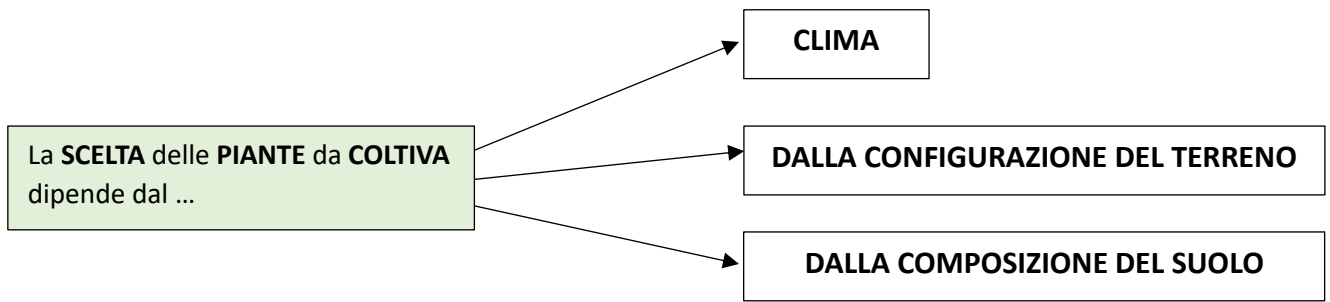 La SCELTA delle PIANTE da COLTIVA
dipende dal …
CLIMA
DALLA CONFIGURAZIONE DEL TERRENO
DALLA COMPOSIZIONE DEL SUOLO